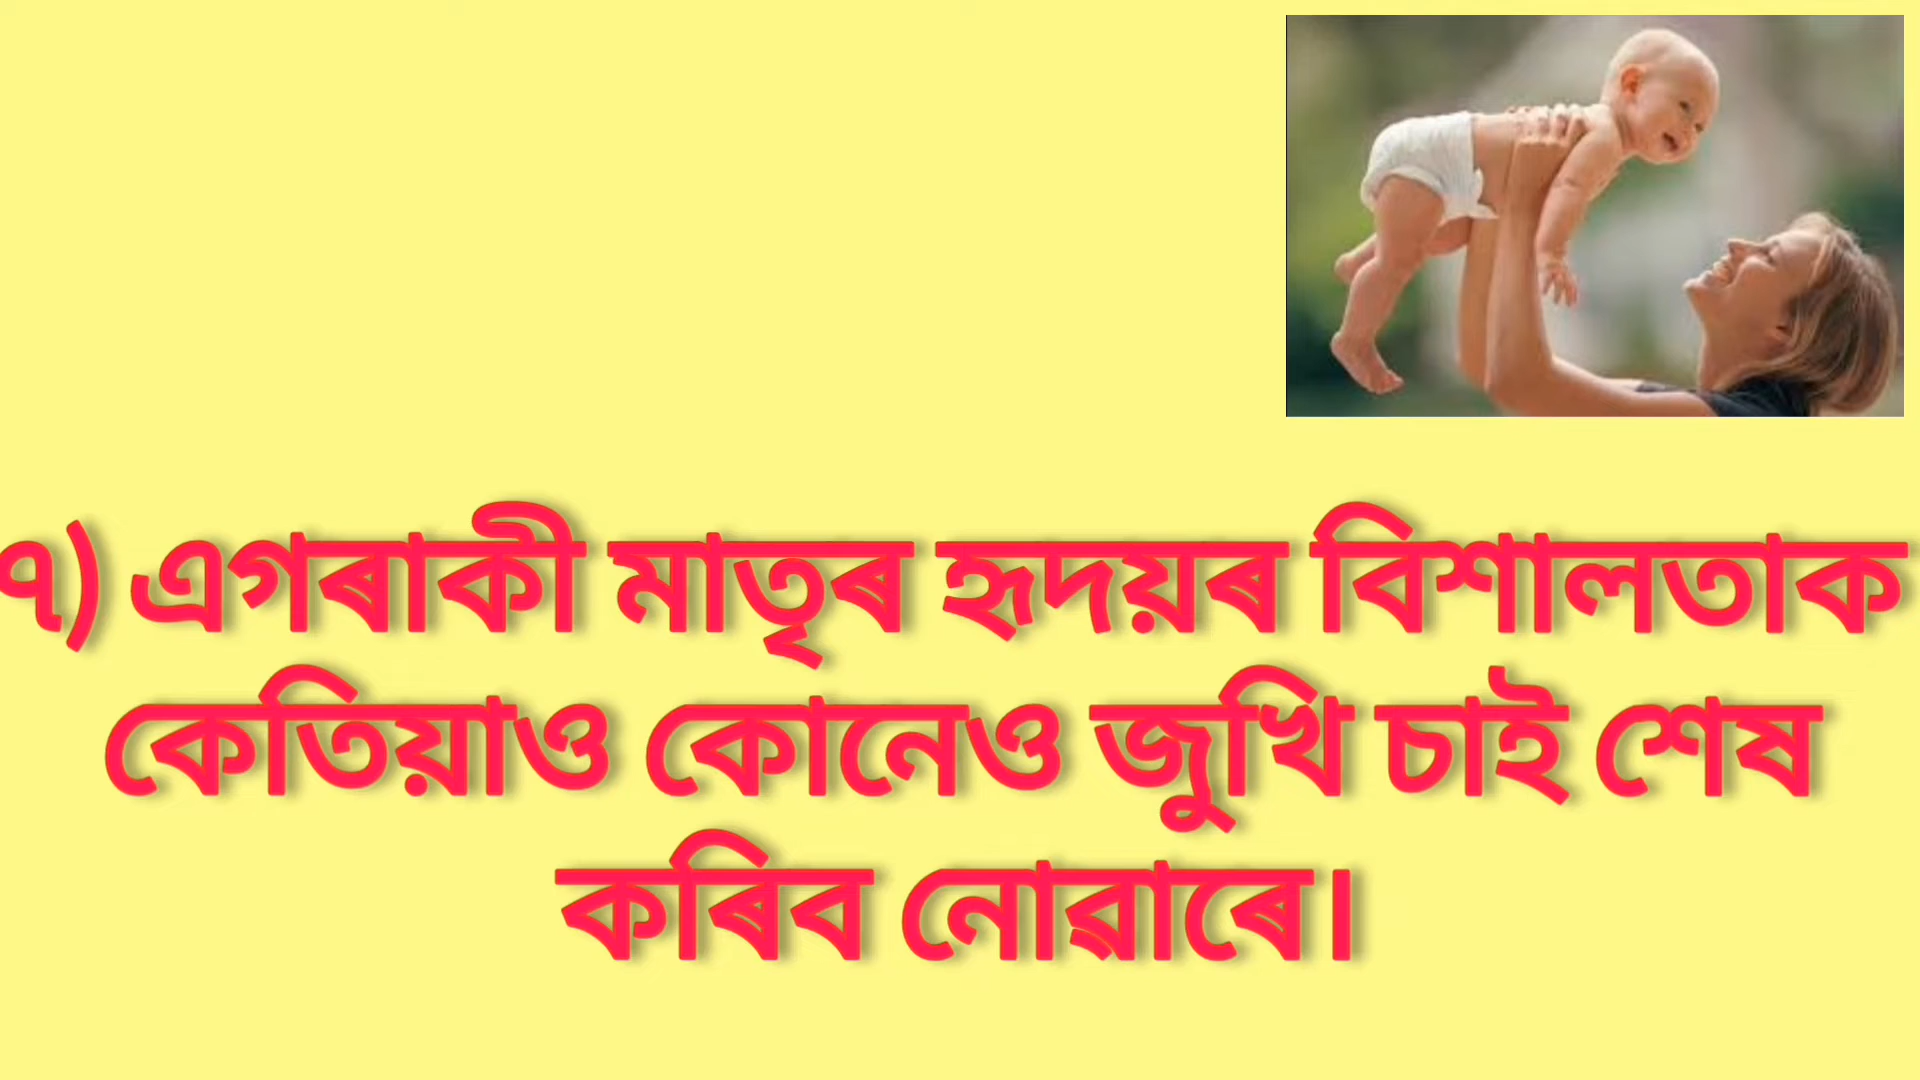 ৭) এগৰাকী মাতৃৰ হৃদয়ৰ বিশালতাক
কেতিয়াও কোনেও জুখি চাই শেষ
কৰিব নোৱাৰে।